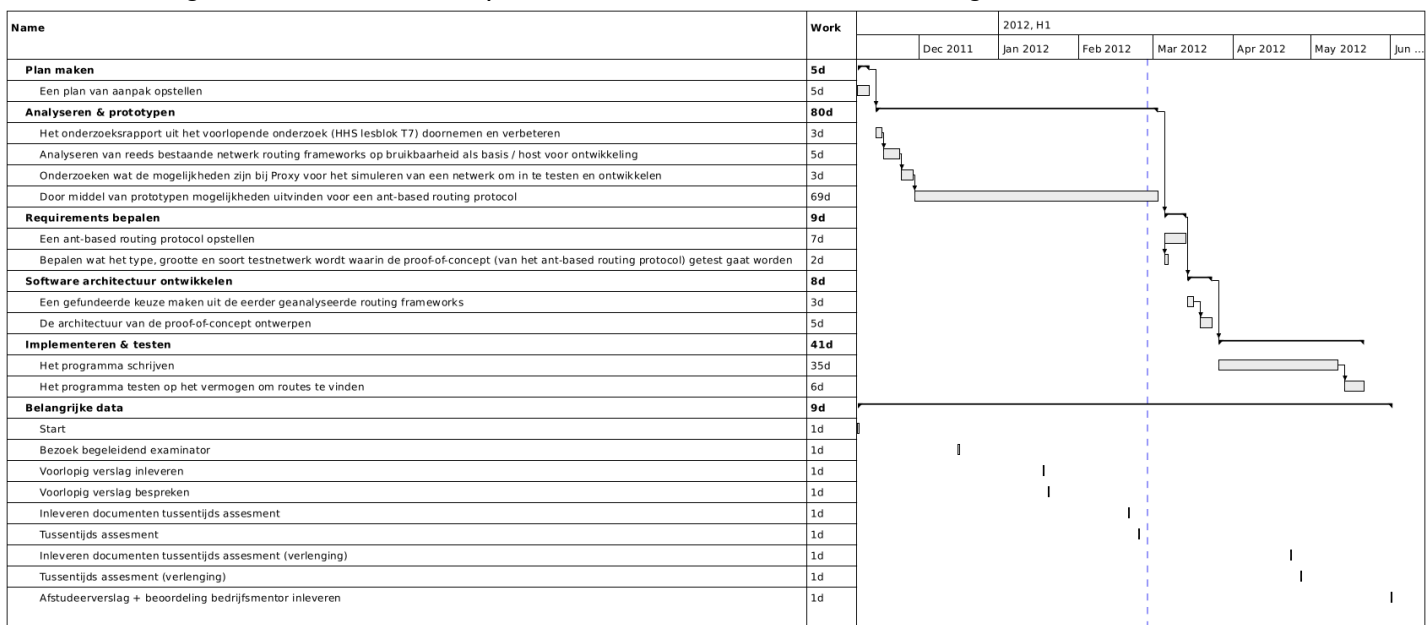 Name Work 2012, H1
Dec 2011 Jan 2012 Feb 2012 Mar 2012 Apr 2012 May 2012 Jun ...
Plan maken 5d
Een plan van aanpak opstellen 5d
Analyseren & prototypen 80d
Het onderzoeksrapport uit het voorlopende onderzoek (HHS lesblok T7) doornemen en verbeteren 3d
Analyseren van reeds bestaande netwerk routing frameworks op bruikbaarheid als basis / host voor ontwikkeling 5d
Onderzoeken wat de mogelijkheden zijn bij Proxy voor het simuleren van een netwerk om in te testen en ontwikkelen 3d
Door middel van prototypen mogelijkheden uitvinden voor een ant-based routing protocol 69d
Requirements bepalen 9d
Een ant-based routing protocol opstellen 7d
Bepalen wat het type, grootte en soort testnetwerk wordt waarin de proof-of-concept (van het ant-based routing protocol) getest gaat worden 2d
Software architectuur ontwikkelen 8d
Een gefundeerde keuze maken uit de eerder geanalyseerde routing frameworks 3d
De architectuur van de proof-of-concept ontwerpen 5d
Implementeren & testen 41d
Het programma schrijven 35d
Het programma testen op het vermogen om routes te vinden 6d
Belangrijke data 9d
Start 1d
Bezoek begeleidend examinator 1d
Voorlopig verslag inleveren 1d
Voorlopig verslag bespreken 1d
Inleveren documenten tussentijds assesment 1d
Tussentijds assesment 1d
Inleveren documenten tussentijds assesment (verlenging) 1d
Tussentijds assesment (verlenging) 1d
Afstudeerverslag + beoordeling bedrijfsmentor inleveren 1d